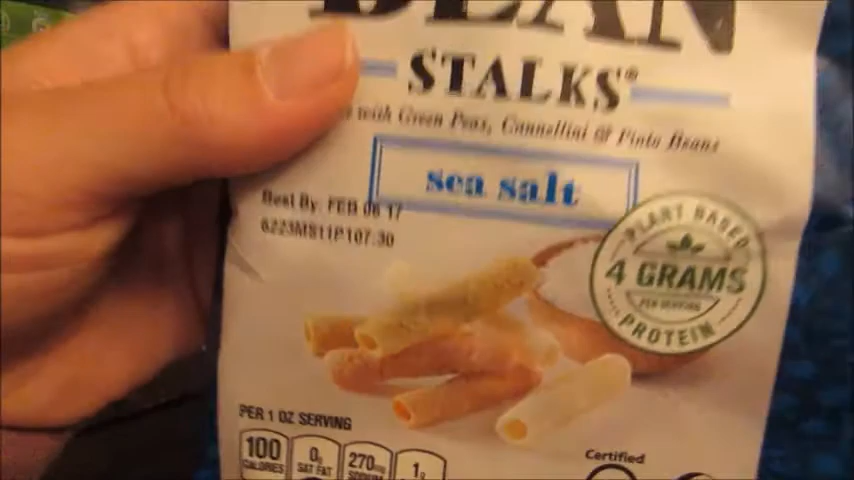 BEAN
STALKS®
with Green Peas, Cannellini & Pinto Beans
sea salt
Best By: FEB 06 17
6223MS11P107:30
PLANT BASED
4 GRAMS
PER SERVING
PROTEIN
PER 1 OZ SERVING
100 CALORIES
0g SAT FAT
270mg SODIUM
1g
Certified